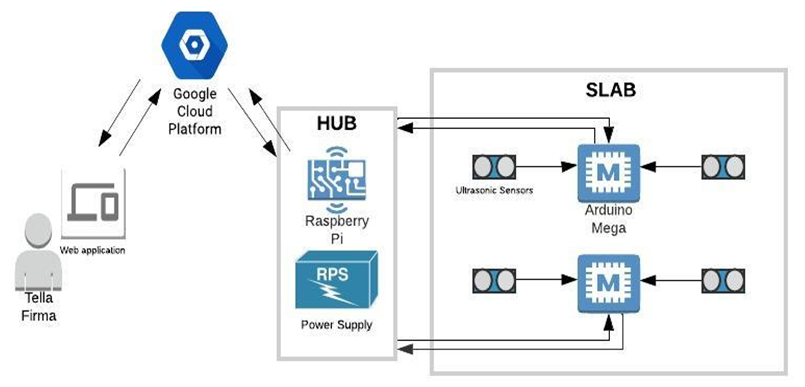 Google
Cloud
Platform
HUB
SLAB
Raspberry
Pi
RPS
Power Supply
Web application
Tella
Firma
Ultrasonic Sensors
M
Arduino
Mega
M